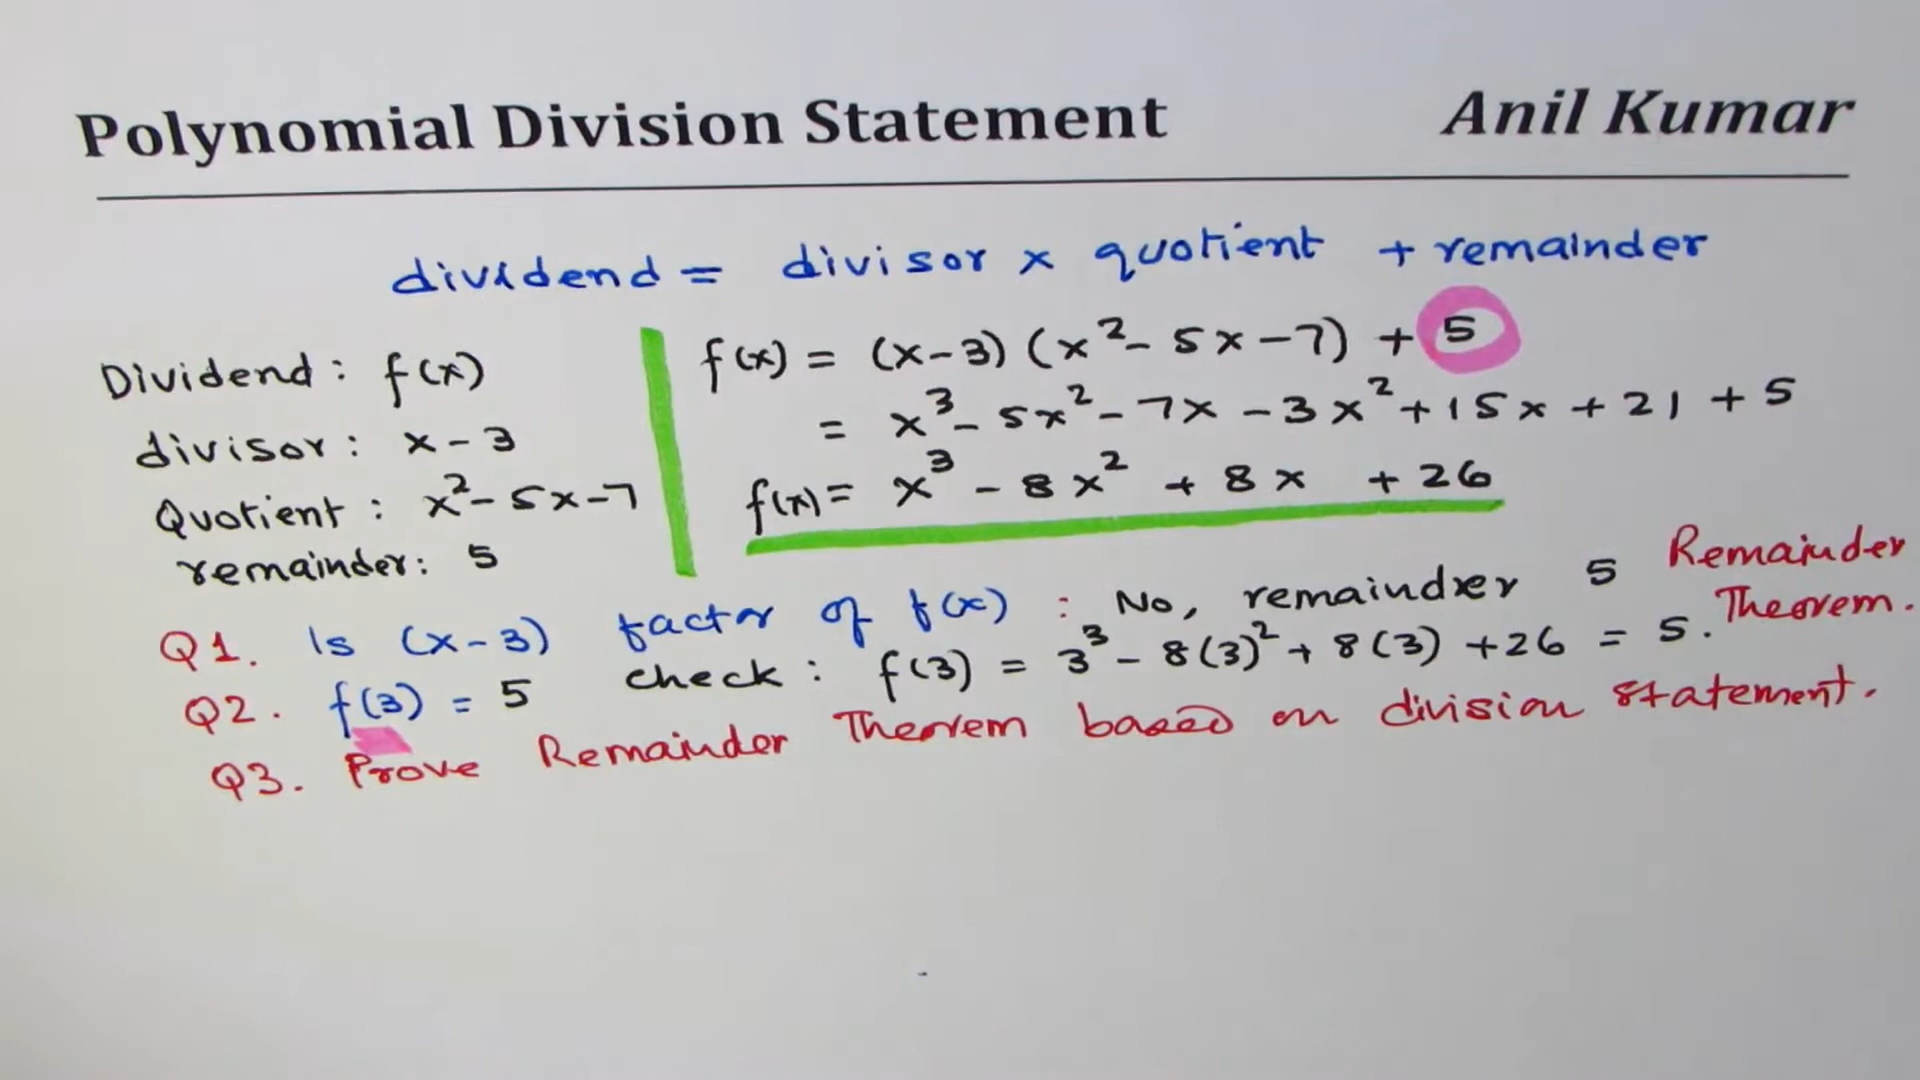 Polynomial Division Statement Anil Kumar
dividend = divisor x quotient + remainder
Dividend : f(x)
divisor : x - 3
Quotient : x² - 5x - 7
remainder : 5
f(x) = (x-3) (x² - 5x - 7) + 5
= x³ - 5x² - 7x - 3x² + 15x + 21 + 5
f(x) = x³ - 8x² + 8x + 26
Q1. Is (x-3) factor of f(x) : No, remainder 5 Remainder Theorem.
Q2. f(3) = 5 check : f(3) = 3³ - 8(3)² + 8(3) + 26 = 5.
Q3. Prove Remainder Theorem based on division statement.